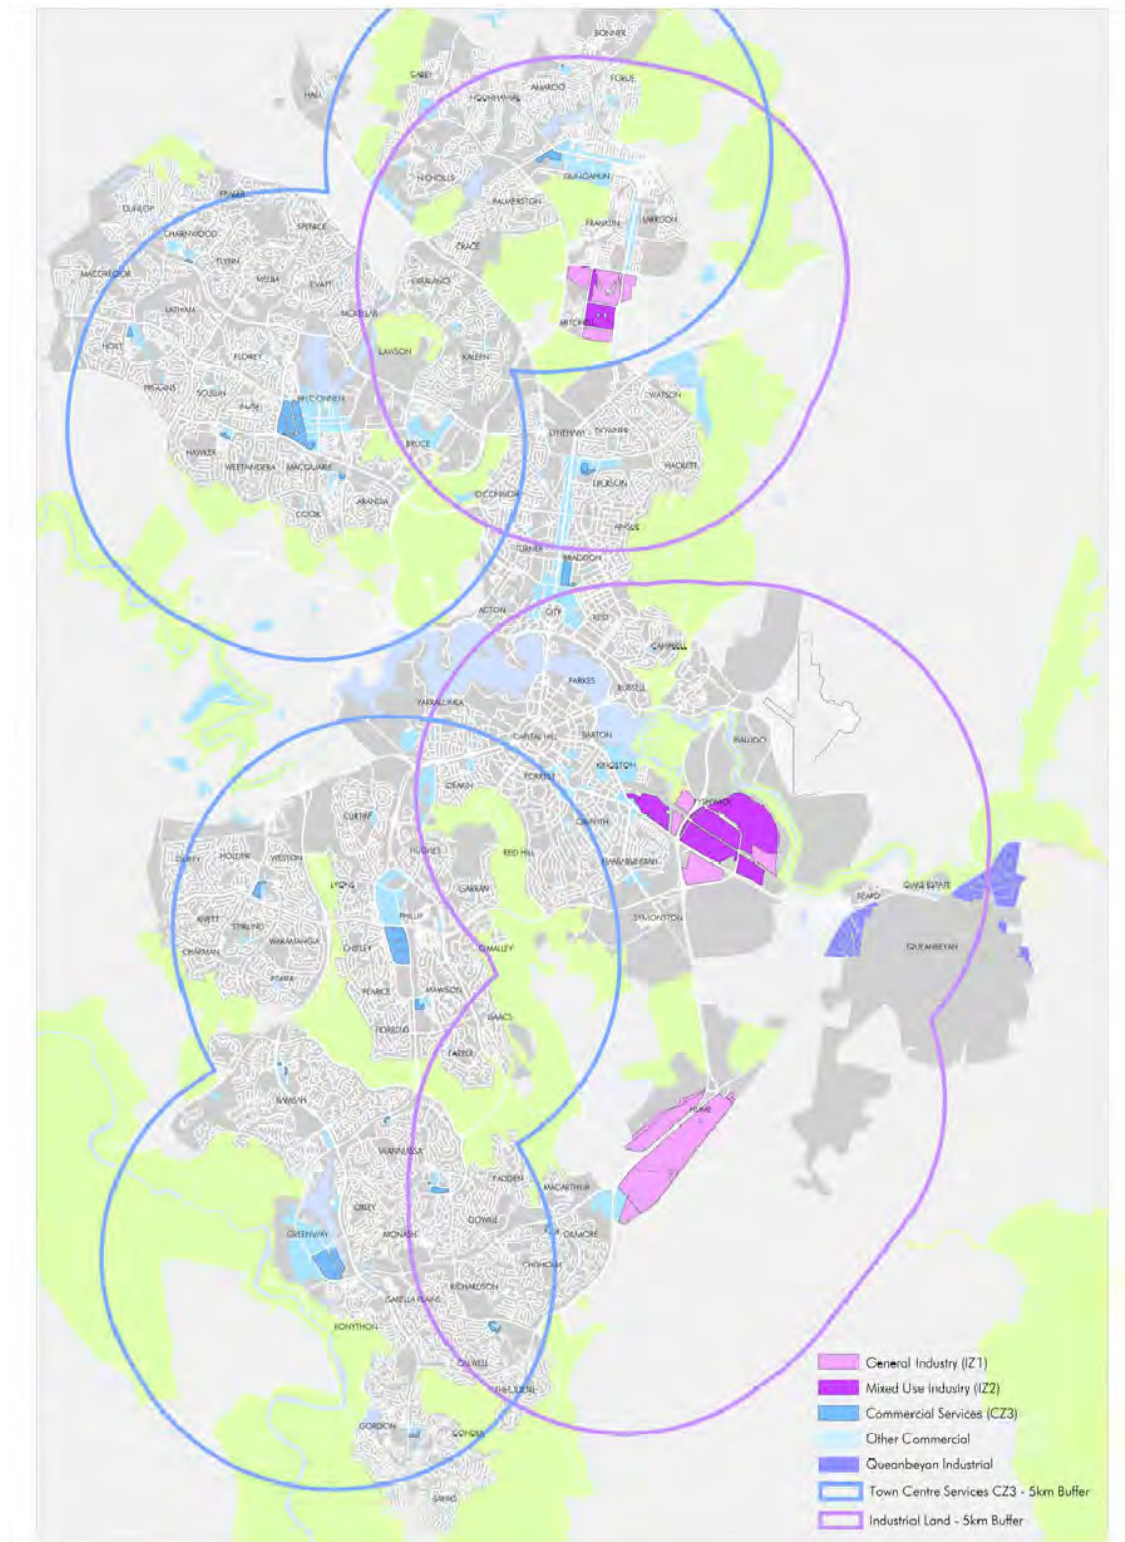 BONNER
CASEY
FORDE
AMAROO
HALL
NGUNNAWAL
NICHOLLS
GUNGAHLIN
PALMERSTON
FRASER
DUNLOP
SPENCE
FRANKLIN
HARRISON
CHARNWOOD
CRACE
FLYNN
MACGREGOR
MELBA
EVATT
GIRALANG
LATHAM
MCKELLAR
MITCHELL
HOLT
FLOREY
LAWSON
KALEEN
HIGGINS
SCULLIN
PAGE
BELCONNEN
WATSON
LYNEHAM
DOWNER
BRUCE
HAWKER
WEETANGERA
MACQUARIE
HACKETT
DICKSON
O'CONNOR
ARANDA
COOK
AINSLIE
TURNER
BRADDON
ACTON
CITY
REID
CAMPBELL
PARKES
RUSSELL
YARRALUMLA
CAPITAL HILL
BARTON
PIALLIGO
KINGSTON
FORREST
DEAKIN
FYSHWICK
CURTIN
GRIFFITH
HUGHES
RED HILL
DUFFY
HOLDER
WESTON
NARRABUNDAH
LYONS
GARRAN
OAKS ESTATE
BEARD
RIVETT
STIRLING
PHILLIP
SYMONSTON
WARAMANGA
CHIFLEY
O'MALLEY
QUEANBEYAN
CHAPMAN
FISHER
PEARCE
MAWSON
ISAACS
TORRENS
FARRER
KAMBAH
HUME
WANNIASSA
FADDEN
MACARTHUR
OXLEY
GOWRIE
GREENWAY
MONASH
GILMORE
CHISHOLM
RICHARDSON
ISABELLA PLAINS
BONYTHON
CALWELL
THEODORE
GORDON
CONDER
BANKS
General Industry (IZ1)
Mixed Use Industry (IZ2)
Commercial Services (CZ3)
Other Commercial
Queanbeyan Industrial
Town Centre Services CZ3 - 5km Buffer
Industrial Land - 5km Buffer